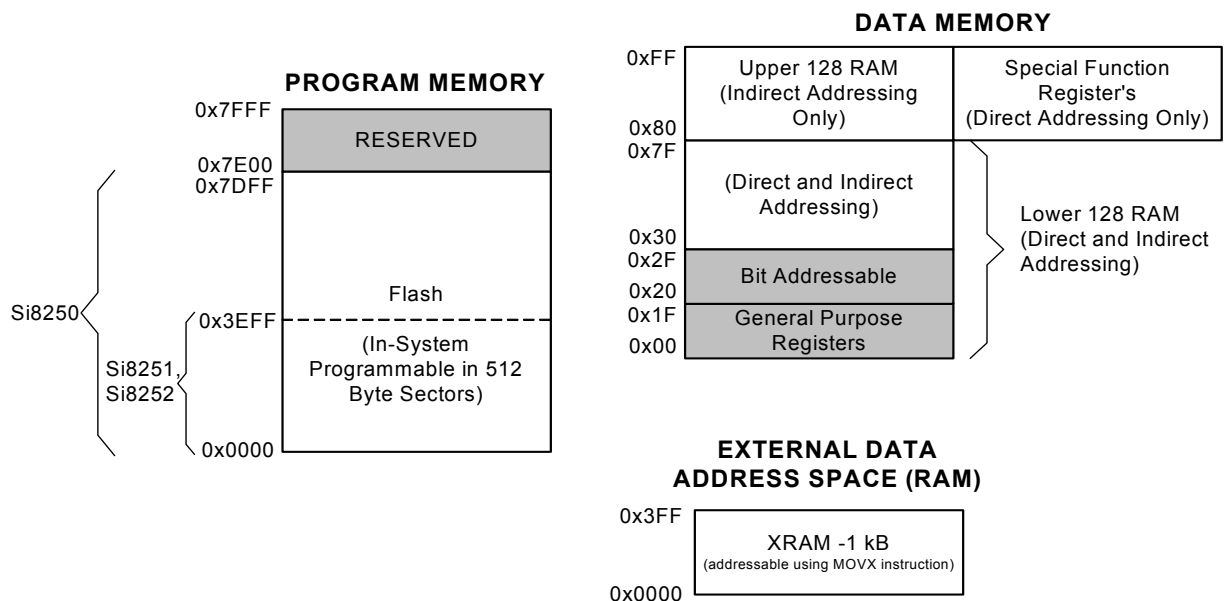 PROGRAM MEMORY
0x7FFF
RESERVED
0x7E00
0x7DFF
Flash
0x3EFF
(In-System
Programmable in 512
Byte Sectors)
0x0000
Si8250
Si8251,
Si8252
DATA MEMORY
0xFF
Upper 128 RAM
(Indirect Addressing
Only)
0x80
Special Function
Register's
(Direct Addressing Only)
0x7F
(Direct and Indirect
Addressing)
0x30
0x2F
Bit Addressable
0x20
0x1F
General Purpose
Registers
0x00
Lower 128 RAM
(Direct and Indirect
Addressing)
EXTERNAL DATA
ADDRESS SPACE (RAM)
0x3FF
XRAM -1 kB
(addressable using MOVX instruction)
0x0000